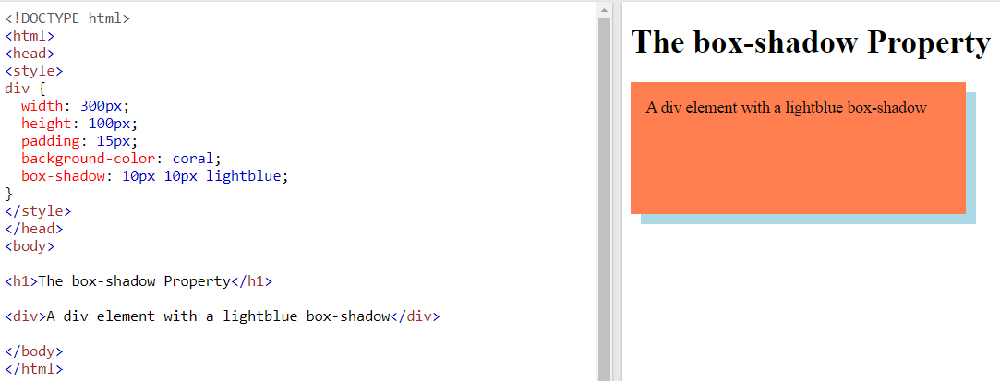 <!DOCTYPE html>
<html>
<head>
<style>
div {
  width: 300px;
  height: 100px;
  padding: 15px;
  background-color: coral;
  box-shadow: 10px 10px lightblue;
}
</style>
</head>
<body>

<h1>The box-shadow Property</h1>

<div>A div element with a lightblue box-shadow</div>

</body>
</html>
The box-shadow Property
A div element with a lightblue box-shadow